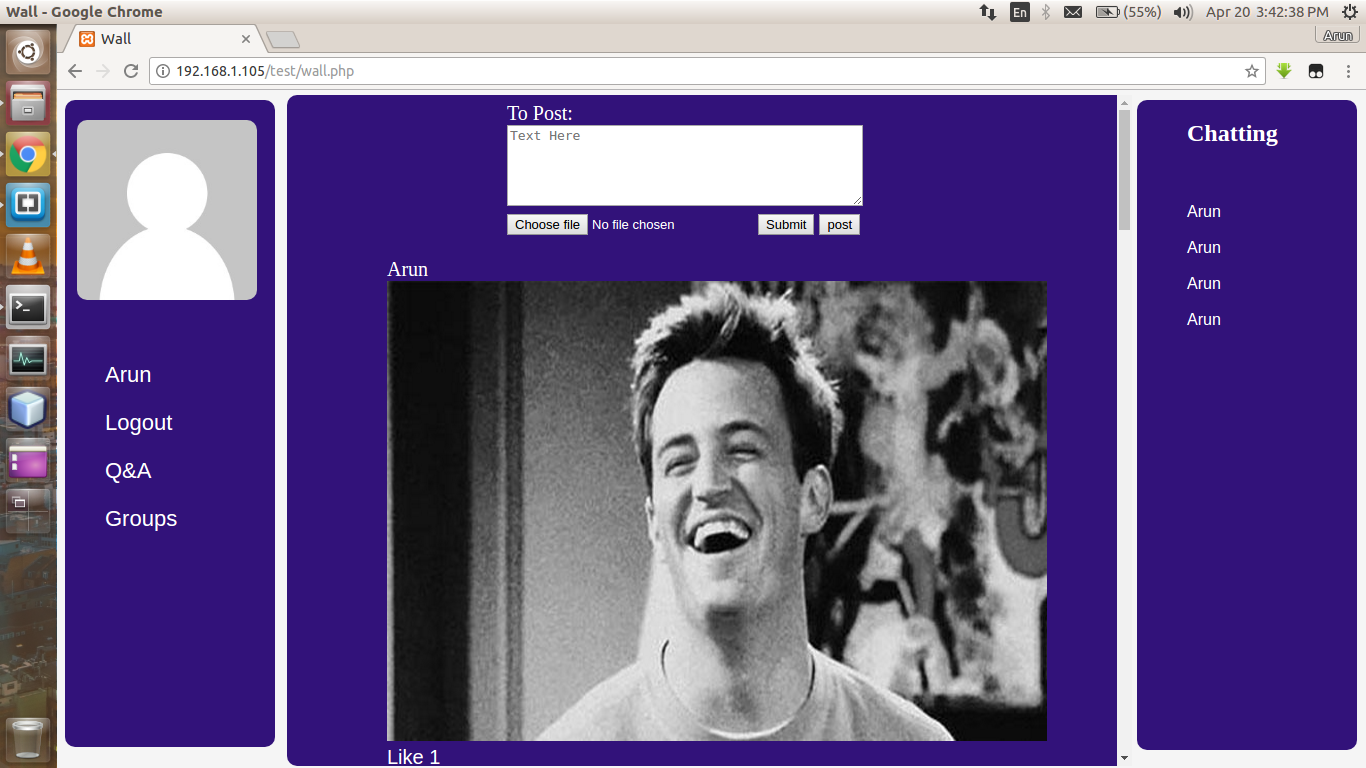 Wall - Google Chrome
En
(55%)
Apr 20 3:42:38 PM
Wall
Arun
192.168.1.105/test/wall.php
Arun
Logout
Q&A
Groups
To Post:
Text Here
Choose file No file chosen Submit post
Arun
Like 1
Chatting
Arun
Arun
Arun
Arun